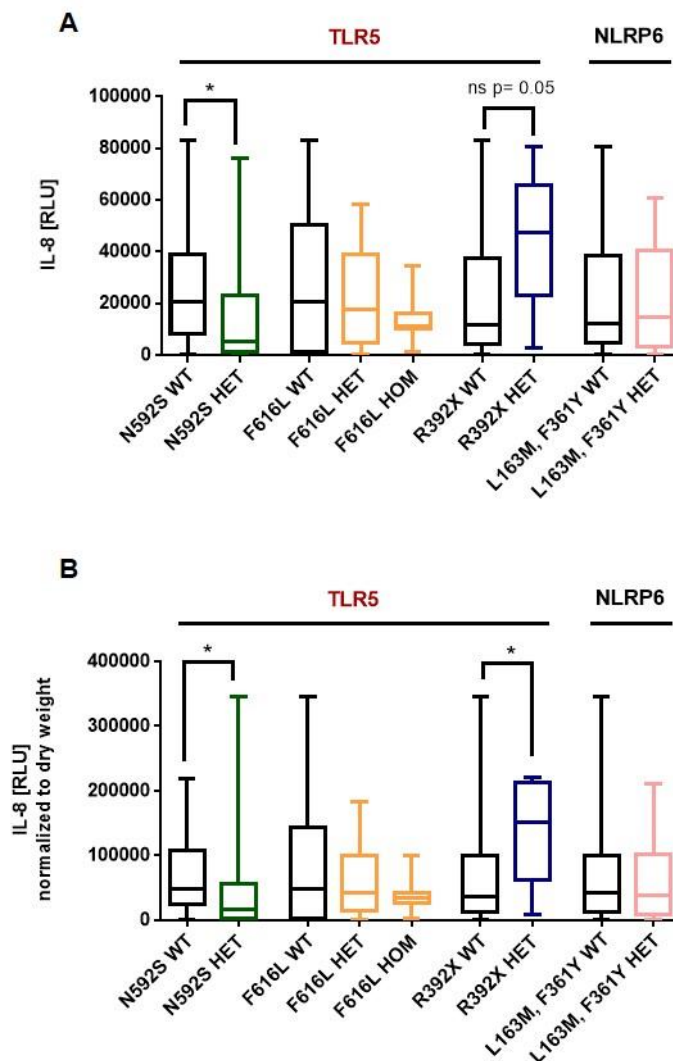 A
TLR5
NLRP6
ns p= 0.05
*
100000
80000
60000
40000
20000
0
IL-8 [RLU]
N592S WT
N592S HET
F616L WT
F616L HET
F616L HOM
R392X WT
R392X HET
L163M, F361Y WT
L163M, F361Y HET
B
TLR5
NLRP6
*
*
400000
300000
200000
100000
0
IL-8 [RLU]
normalized to dry weight
N592S WT
N592S HET
F616L WT
F616L HET
F616L HOM
R392X WT
R392X HET
L163M, F361Y WT
L163M, F361Y HET